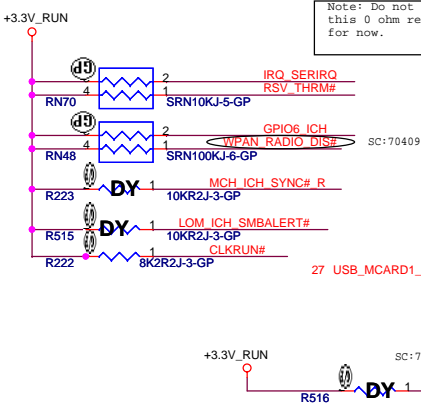 Note: Do not
this 0 ohm re
for now.
+3.3V_RUN
2 IRQ_SERIRQ
4 1 RSV_THRM#
RN70 SRN10KJ-5-GP
2 GPIO6_ICH
4 1 WPAN_RADIO_DIS# SC:70409
RN48 SRN100KJ-6-GP
DY 1 MCH_ICH_SYNC#_R
R223 10KR2J-3-GP
DY 1 LOM_ICH_SMBALERT#
R515 10KR2J-3-GP
1 CLKRUN#
R222 8K2R2J-3-GP
27 USB_MCARD1_
+3.3V_RUN
SC:7
DY 1
R516